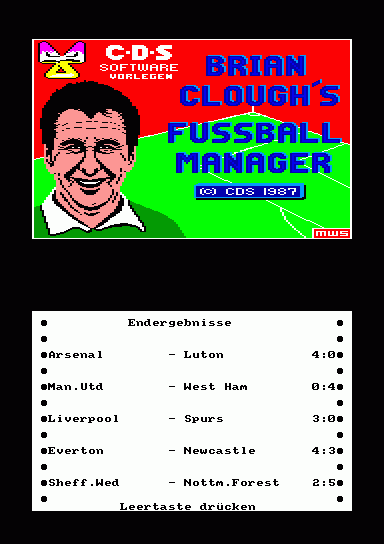 C·D·S
SOFTWARE
VORLEGEN
BRIAN
CLOUGH'S
FUSSBALL
MANAGER
(C) CDS 1987
MWS
Endergebnisse
Arsenal - Luton 4:0
Man.Utd - West Ham 0:4
Liverpool - Spurs 3:0
Everton - Newcastle 4:3
Sheff.Wed - Nottm.Forest 2:5
Leertaste drücken